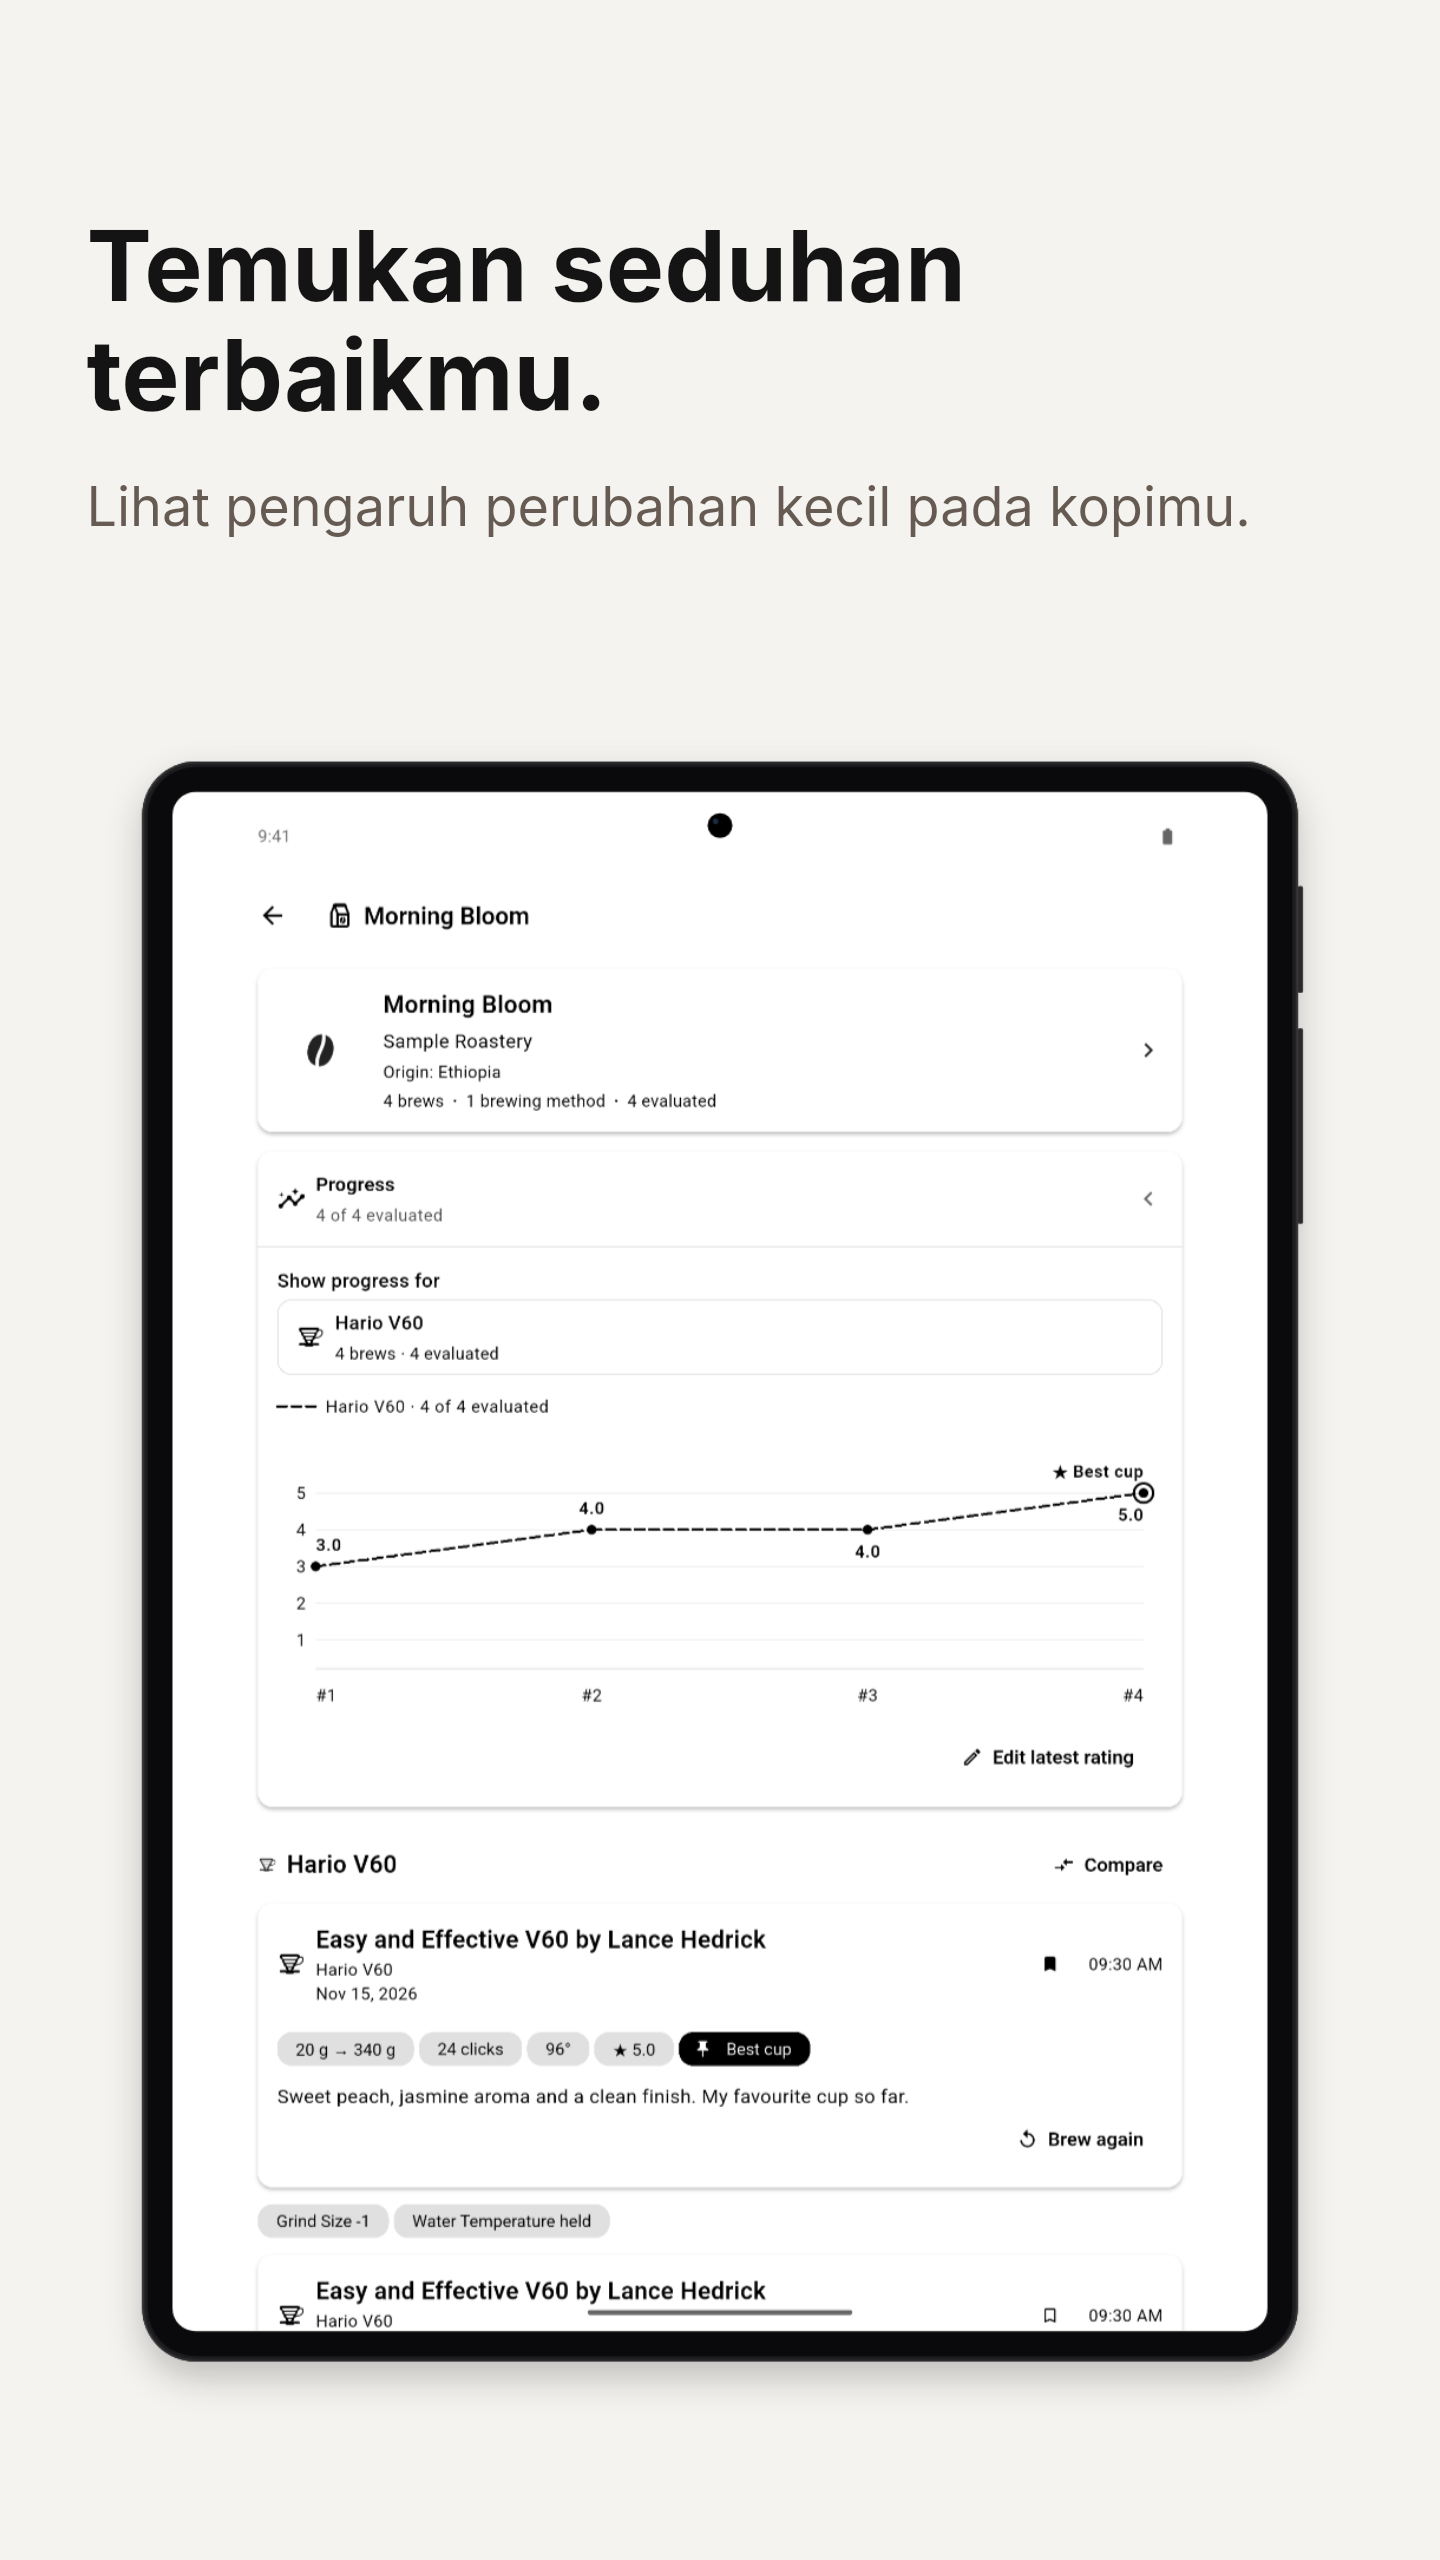 Temukan seduhan
terbaikmu.
Lihat pengaruh perubahan kecil pada kopimu.
9:41
Morning Bloom
Morning Bloom
Sample Roastery
Origin: Ethiopia
4 brews · 1 brewing method · 4 evaluated
Progress
4 of 4 evaluated
Show progress for
Hario V60
4 brews · 4 evaluated
Hario V60 · 4 of 4 evaluated
★ Best cup
5
4.0
5.0
4
3.0
4.0
3
2
1
#1 #2 #3 #4
Edit latest rating
Hario V60
Compare
Easy and Effective V60 by Lance Hedrick
Hario V60
09:30 AM
Nov 15, 2026
20 g → 340 g 24 clicks 96° ★ 5.0 Best cup
Sweet peach, jasmine aroma and a clean finish. My favourite cup so far.
Brew again
Grind Size -1 Water Temperature held
Easy and Effective V60 by Lance Hedrick
Hario V60
09:30 AM